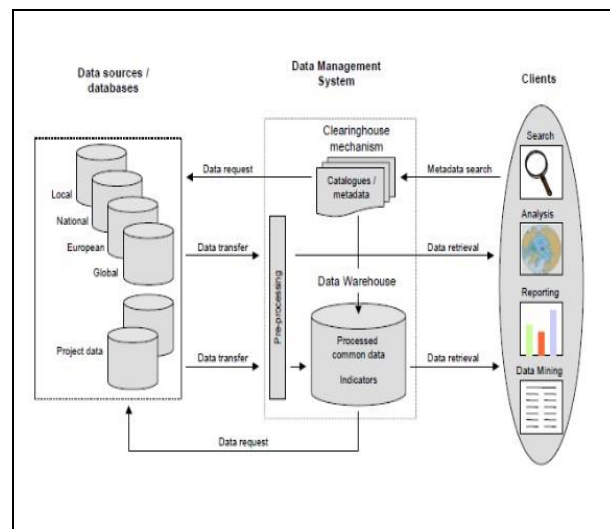 Data sources /
databases
Data Management
System
Clients
Local
National
European
Global
Project data
Data request
Data transfer
Data transfer
Data request
Clearinghouse
mechanism
Catalogues /
metadata
Pre-processing
Data Warehouse
Processed
common data
Indicators
Metadata search
Data retrieval
Data retrieval
Search
Analysis
Reporting
Data Mining